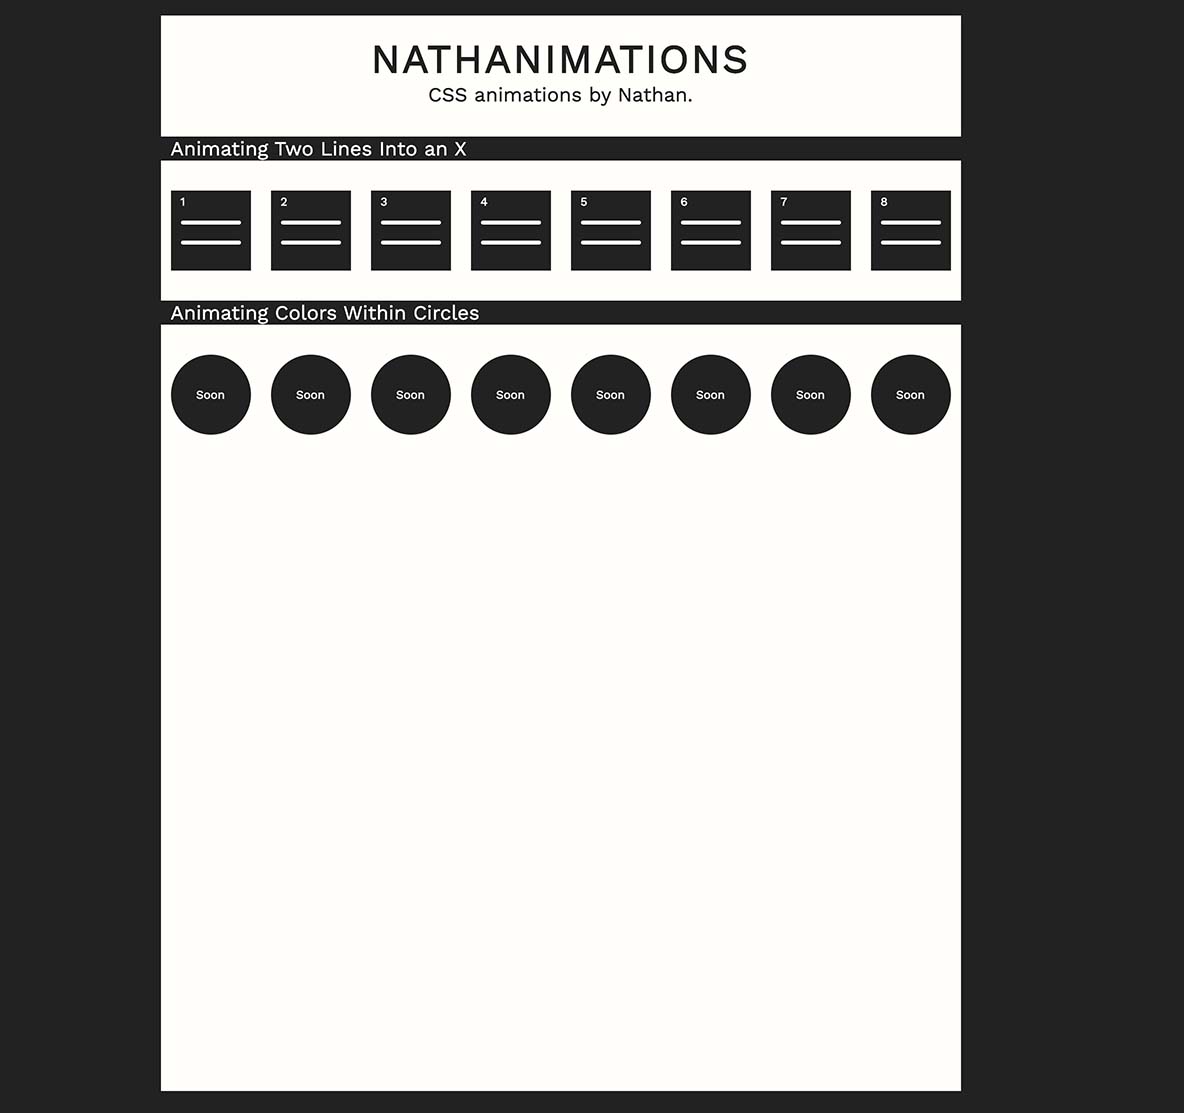 NATHANIMATIONS
CSS animations by Nathan.
Animating Two Lines Into an X
1 2 3 4 5 6 7 8
Animating Colors Within Circles
Soon Soon Soon Soon Soon Soon Soon Soon